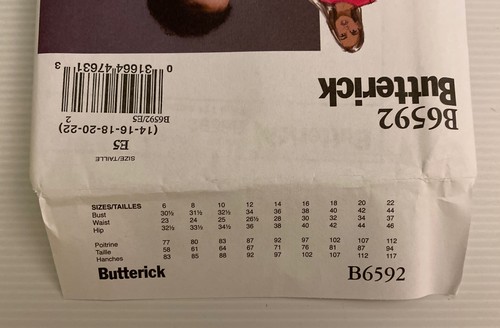 B6592
Butterick
SIZE/TAILLE
E5
(14-16-18-20-22)
B6592/E5 2
0 31664 47631 3
SIZES/TAILLES 6 8 10 12 14 16 18 20 22
Bust 30½ 31½ 32½ 34 36 38 40 42 44
Waist 23 24 25 26½ 28 30 32 34 37
Hip 32½ 33½ 34½ 36 38 40 42 44 46
Poitrine 77 80 83 87 92 97 102 107 112
Taille 58 61 64 67 71 76 81 87 94
Hanches 83 85 88 92 97 102 107 112 117
Butterick B6592